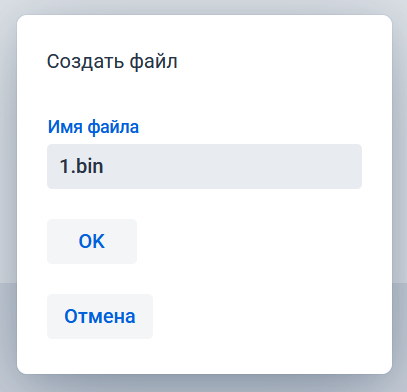 Создать файл
Имя файла
1.bin
OK
Отмена